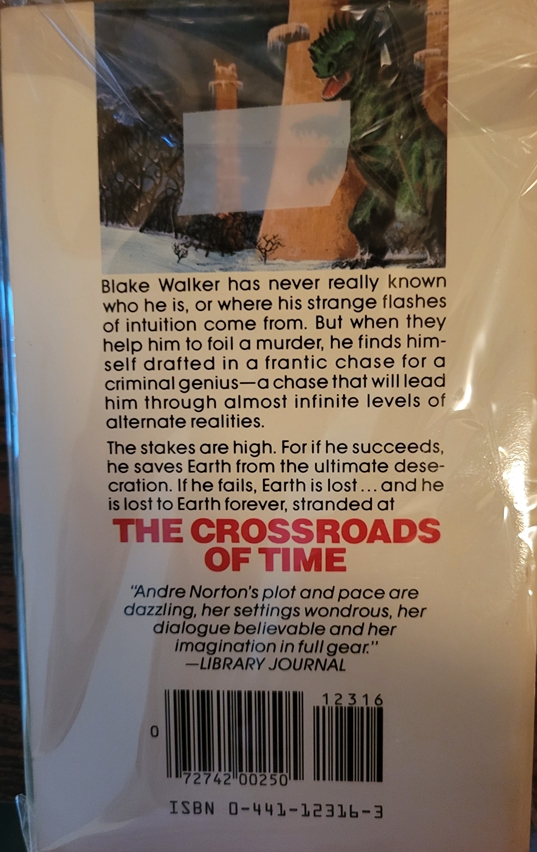 Blake Walker has never really known
who he is, or where his strange flashes
of intuition come from. But when they
help him to foil a murder, he finds him-
self drafted in a frantic chase for a
criminal genius—a chase that will lead
him through almost infinite levels of
alternate realities.
The stakes are high. For if he succeeds,
he saves Earth from the ultimate dese-
cration. If he fails, Earth is lost...and he
is lost to Earth forever, stranded at
THE CROSSROADS
OF TIME
"Andre Norton's plot and pace are
dazzling, her settings wondrous, her
dialogue believable and her
imagination in full gear."
—LIBRARY JOURNAL
12316
0
72742 00250
ISBN 0-441-12316-3